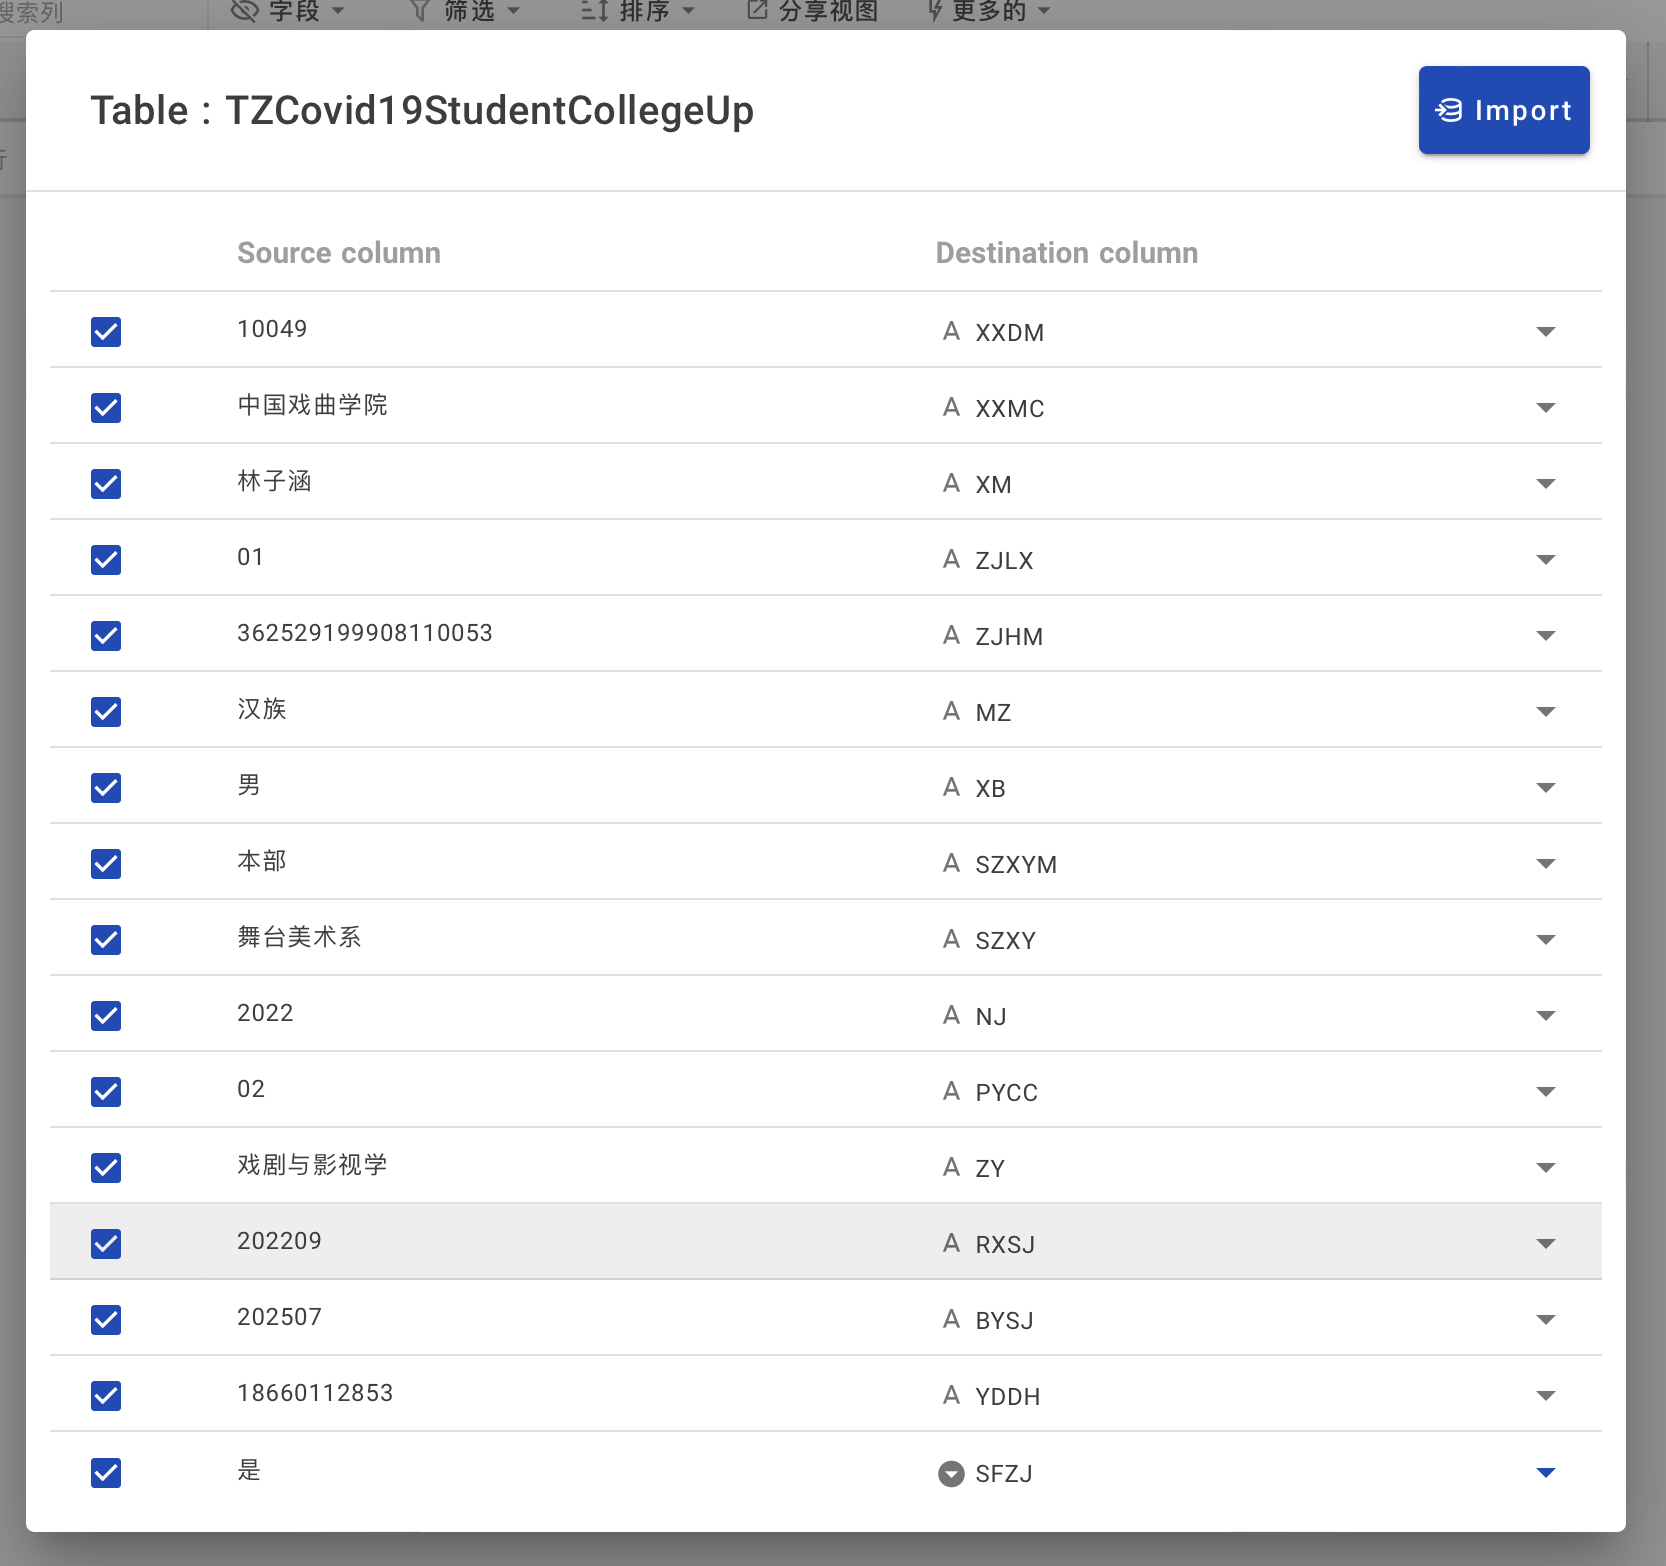 搜索列 字段 筛选 排序 分享视图 更多的
Table : TZCovid19StudentCollegeUp
Import
Source column Destination column
10049 XXDM
中国戏曲学院 XXMC
林子涵 XM
01 ZJLX
362529199908110053 ZJHM
汉族 MZ
男 XB
本部 SZXYM
舞台美术系 SZXY
2022 NJ
02 PYCC
戏剧与影视学 ZY
202209 RXSJ
202507 BYSJ
18660112853 YDDH
是 SFZJ